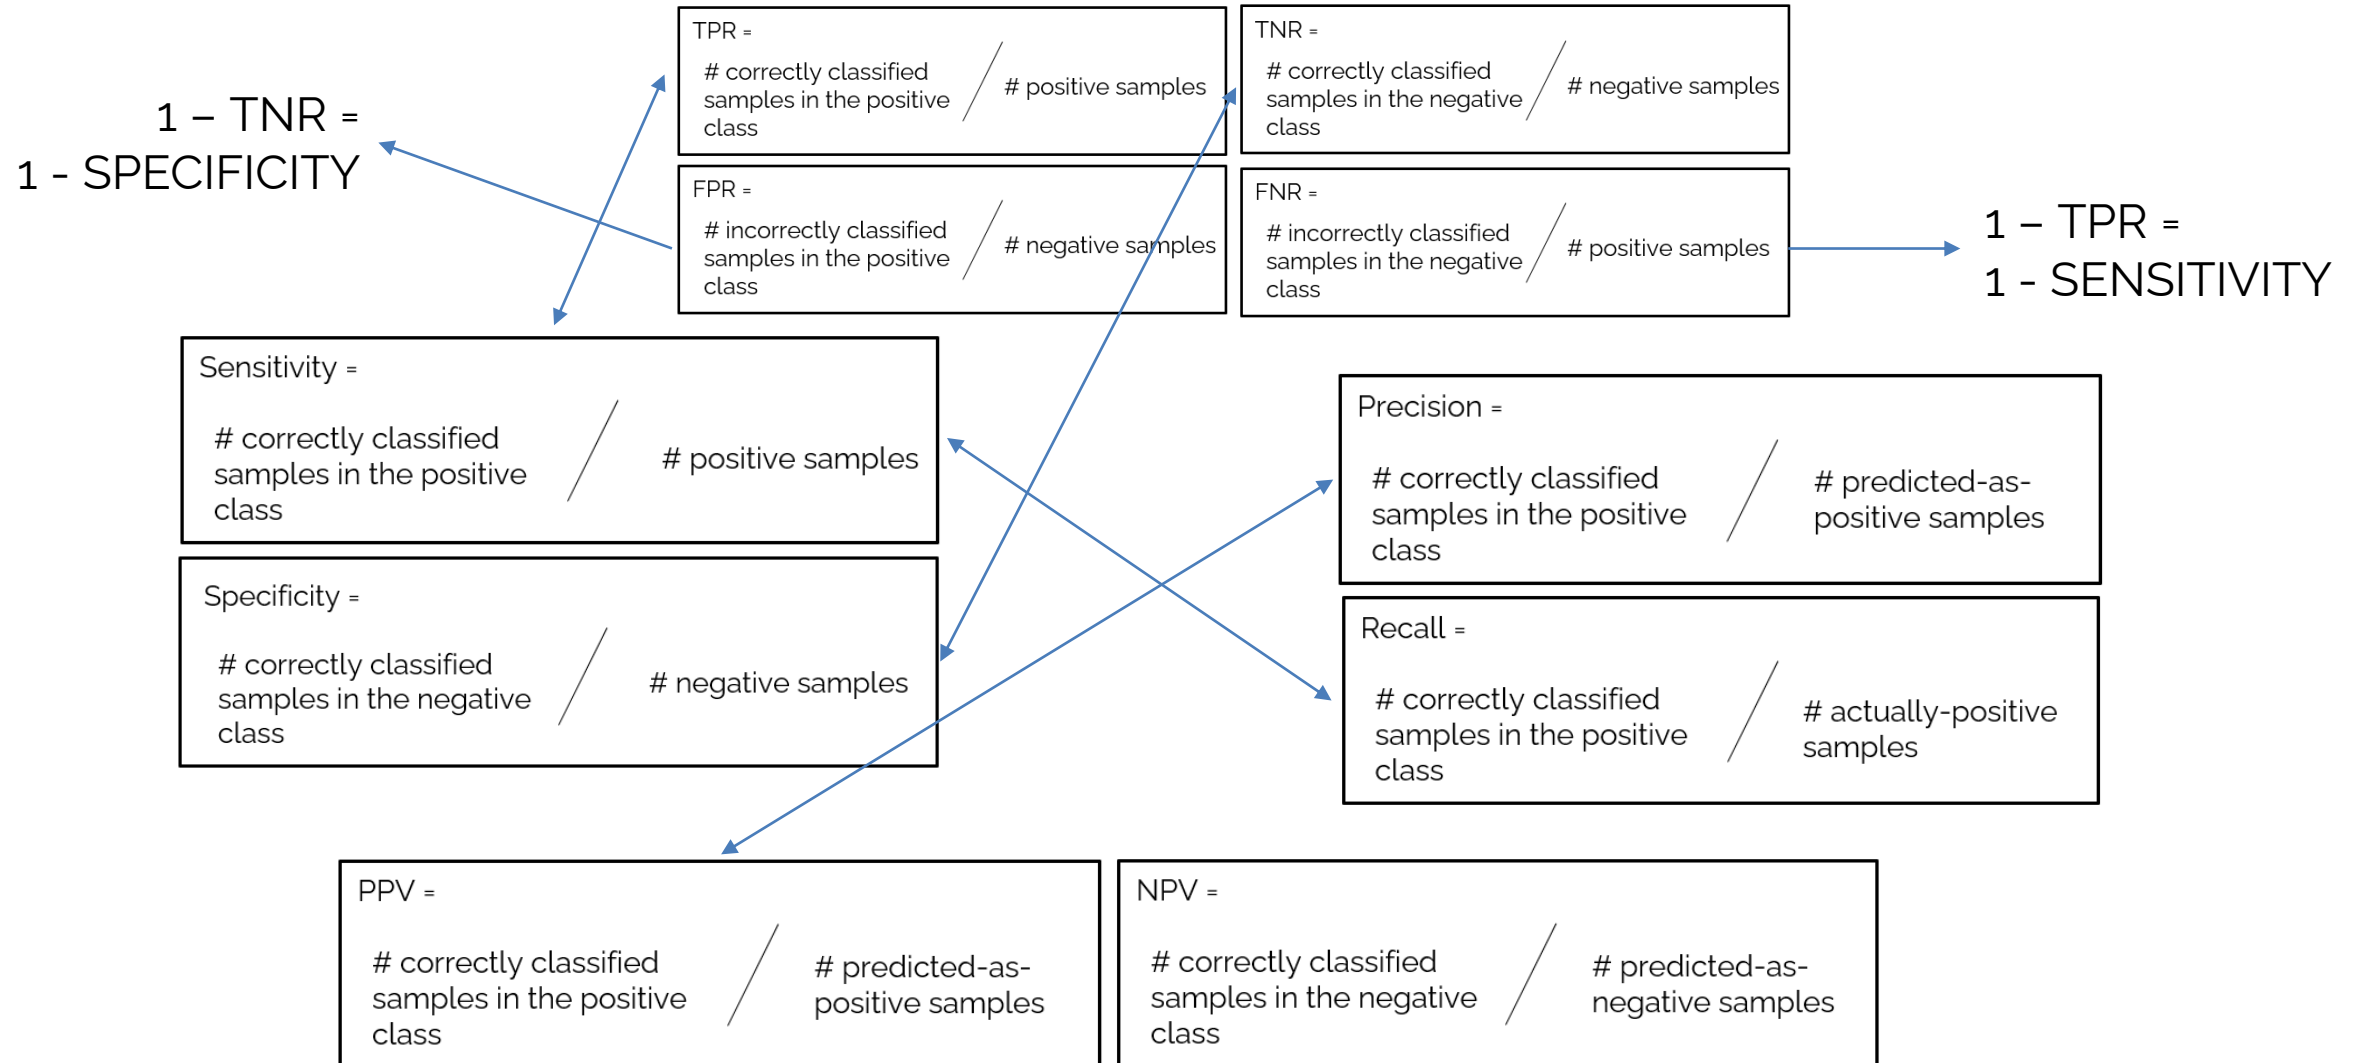 1 – TNR =
1 - SPECIFICITY
TPR =
# correctly classified
samples in the positive
class
# positive samples
TNR =
# correctly classified
samples in the negative
class
# negative samples
FPR =
# incorrectly classified
samples in the positive
class
# negative samples
FNR =
# incorrectly classified
samples in the negative
class
# positive samples
1 – TPR =
1 - SENSITIVITY
Sensitivity =
# correctly classified
samples in the positive
class
# positive samples
Specificity =
# correctly classified
samples in the negative
class
# negative samples
Precision =
# correctly classified
samples in the positive
class
# predicted-as-
positive samples
Recall =
# correctly classified
samples in the positive
class
# actually-positive
samples
PPV =
# correctly classified
samples in the positive
class
# predicted-as-
positive samples
NPV =
# correctly classified
samples in the negative
class
# predicted-as-
negative samples